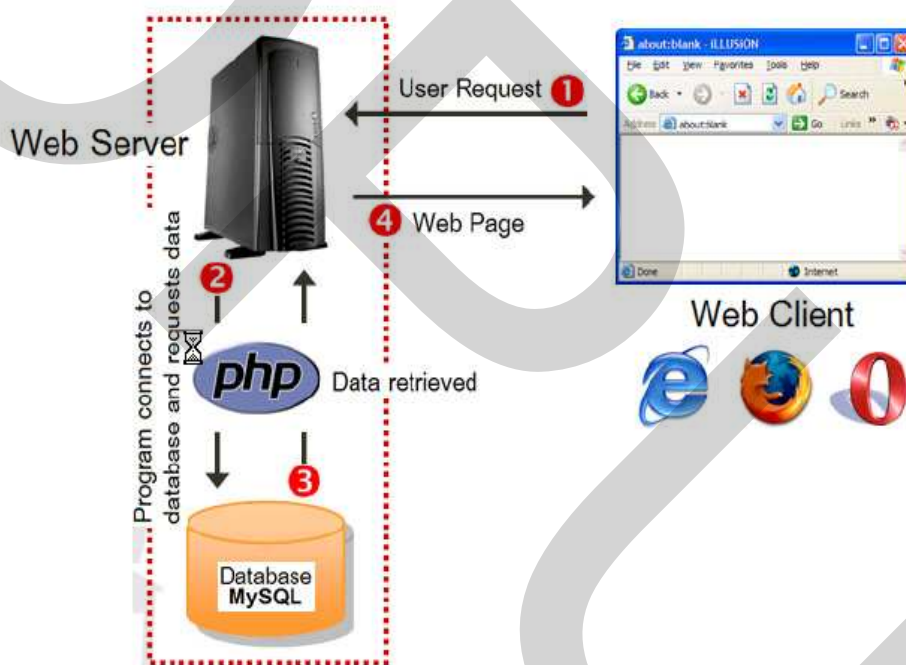 about:blank - iLLUSiON
File Edit View Favorites Tools Help
Back Search
Address about:blank Go Links »
User Request 1
Web Server
4 Web Page
Done Internet
Web Client
2
Program connects to
database and requests data
php
Data retrieved
3
Database
MySQL